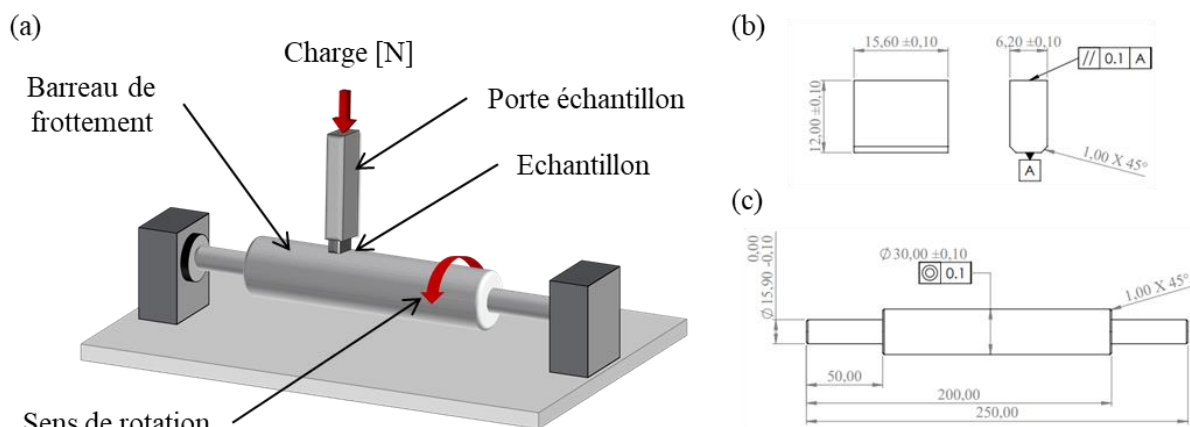 (a)
Charge [N]
Barreau de
frottement
Porte échantillon
Echantillon
Sens de rotation
(b)
15,60 ±0,10
6,20 ±0,10
// 0.1 A
12,00 ±0,10
1,00 X 45°
A
(c)
0,00
Ø 15,90 -0,10
Ø 30,00 ±0,10
◎ 0.1
1,00 X 45°
50,00
200,00
250,00